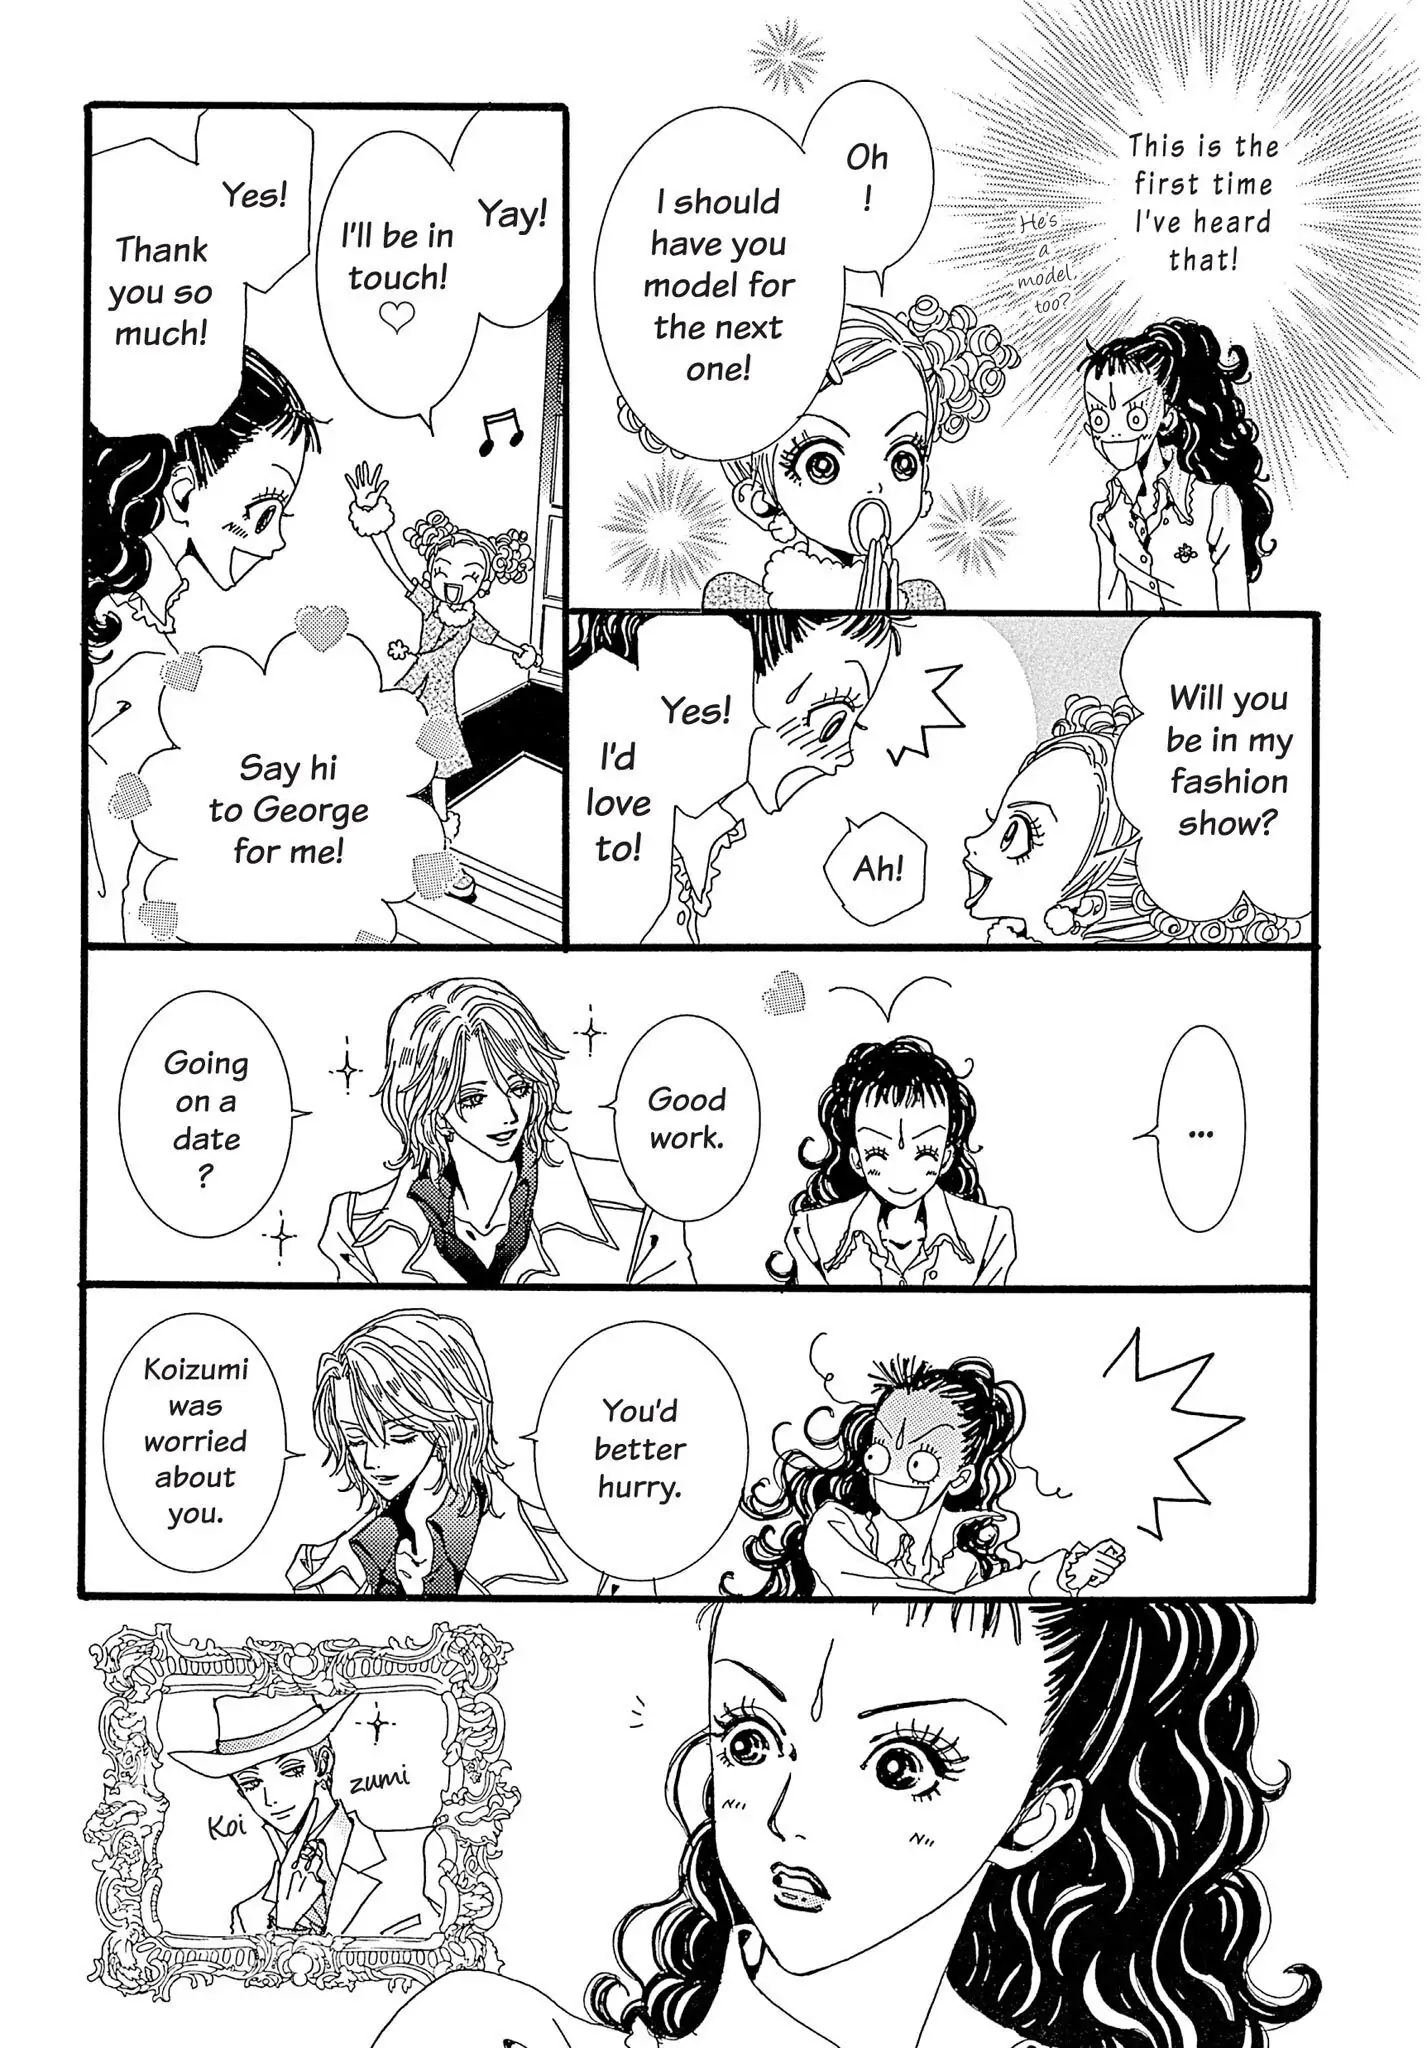 This is the
first time
I've heard
that!
He's
a
model,
too?
Oh
!
I should
have you
model for
the next
one!
Will you
be in my
fashion
show?
Ah!
Yes!
I'd
love
to!
Yay!
I'll be in
touch!
♡
Yes!
Thank
you so
much!
Say hi
to George
for me!
...
Good
work.
Going
on a
date
?
You'd
better
hurry.
Koizumi
was
worried
about
you.
Koi
zumi